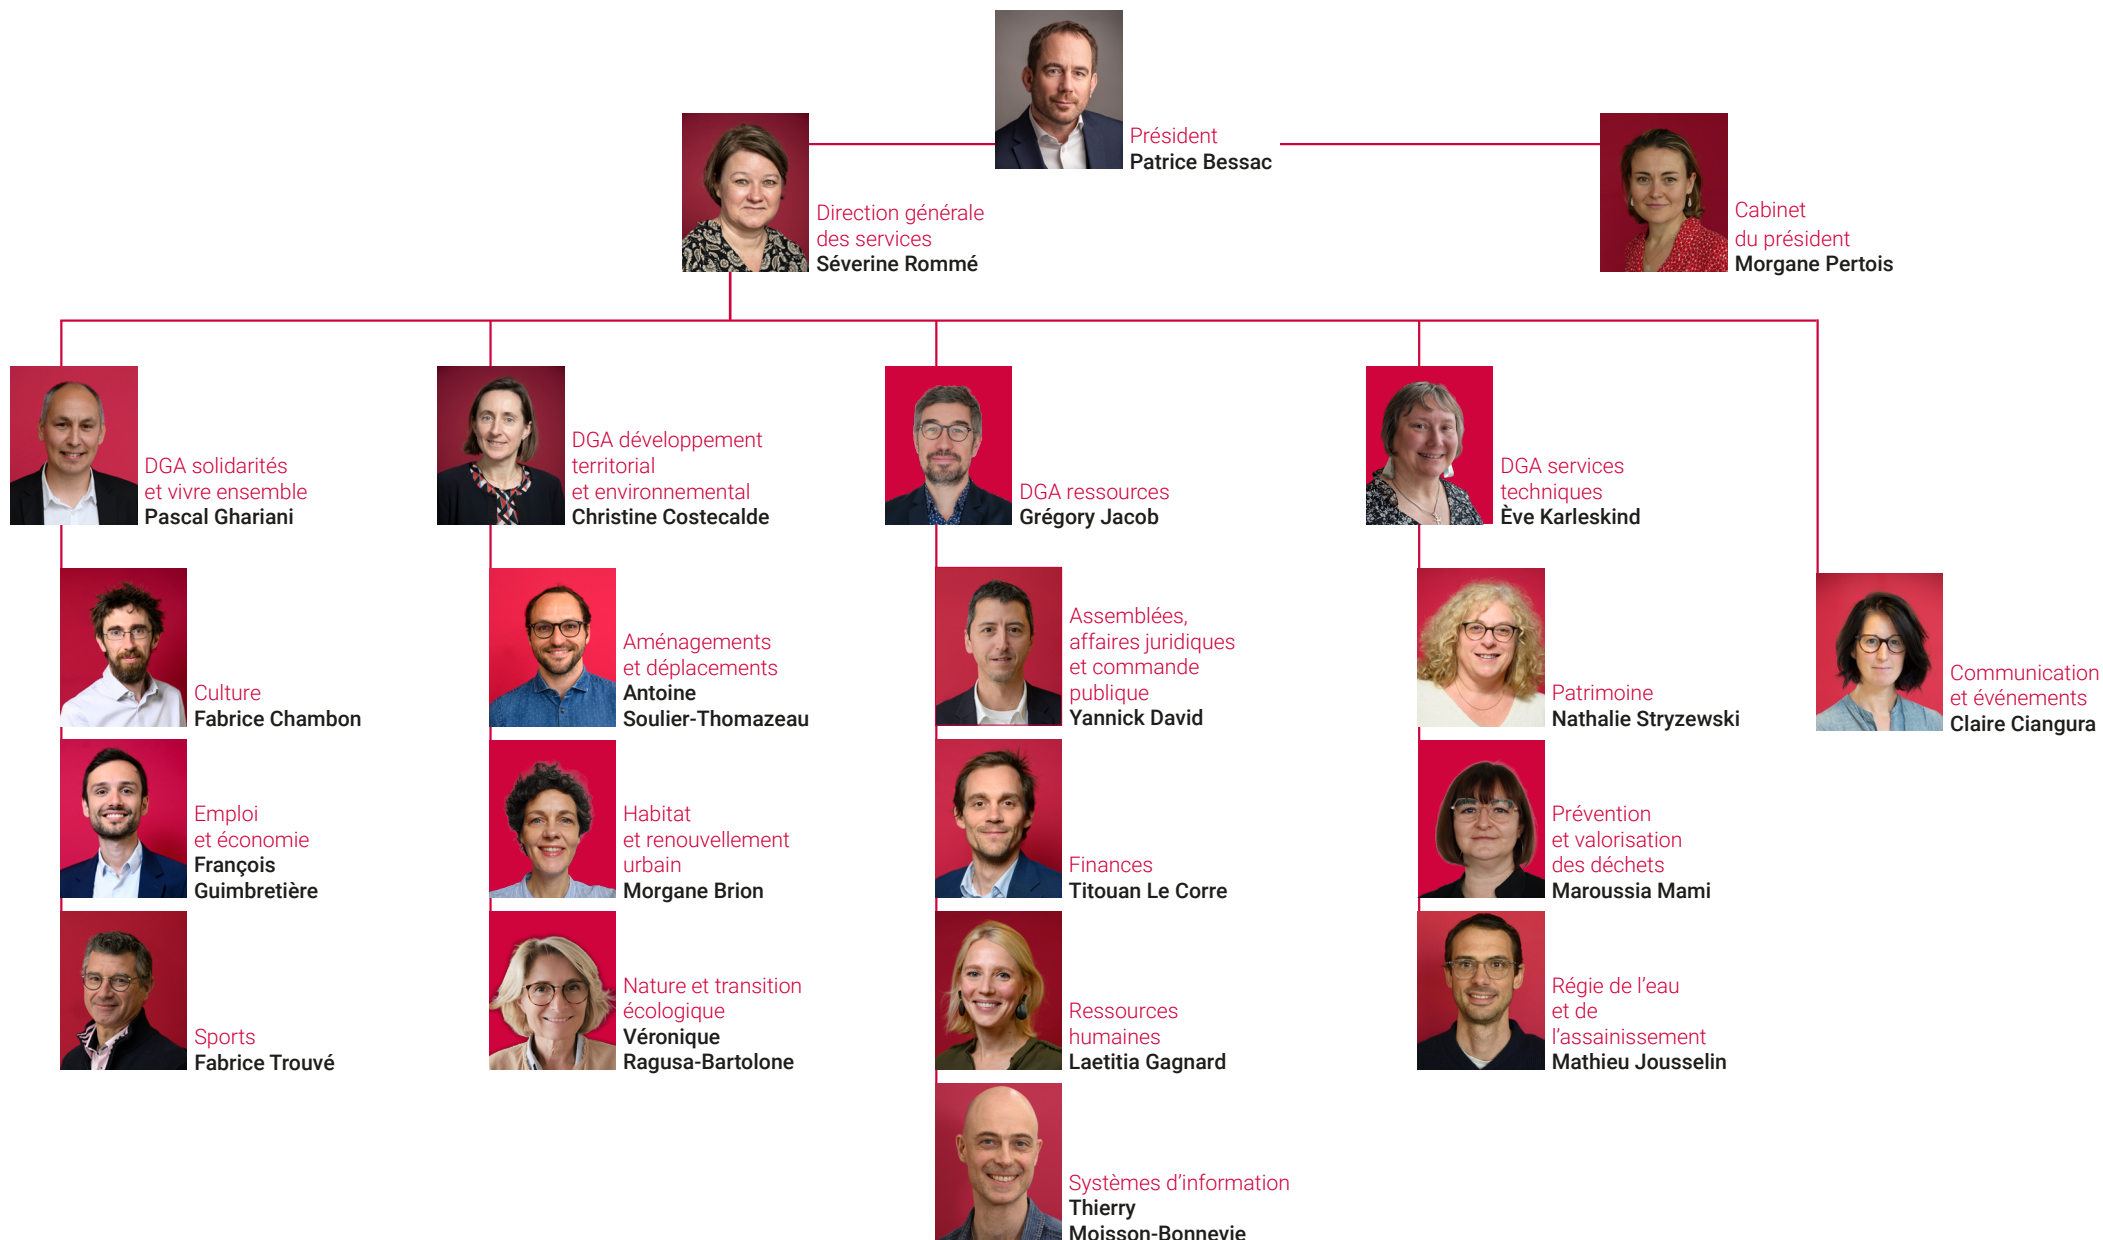 Président
Patrice Bessac
Direction générale
des services
Séverine Rommé
Cabinet
du président
Morgane Pertois
DGA solidarités
et vivre ensemble
Pascal Ghariani
DGA développement
territorial
et environnemental
Christine Costecalde
DGA ressources
Grégory Jacob
DGA services
techniques
Ève Karleskind
Culture
Fabrice Chambon
Emploi
et économie
François
Guimbretière
Sports
Fabrice Trouvé
Aménagements
et déplacements
Antoine
Soulier-Thomazeau
Habitat
et renouvellement
urbain
Morgane Brion
Nature et transition
écologique
Véronique
Ragusa-Bartolone
Assemblées,
affaires juridiques
et commande
publique
Yannick David
Finances
Titouan Le Corre
Ressources
humaines
Laetitia Gagnard
Systèmes d’information
Thierry
Moisson-Bonnevie
Patrimoine
Nathalie Stryzewski
Prévention
et valorisation
des déchets
Maroussia Mami
Régie de l’eau
et de
l’assainissement
Mathieu Jousselin
Communication
et événements
Claire Ciangura